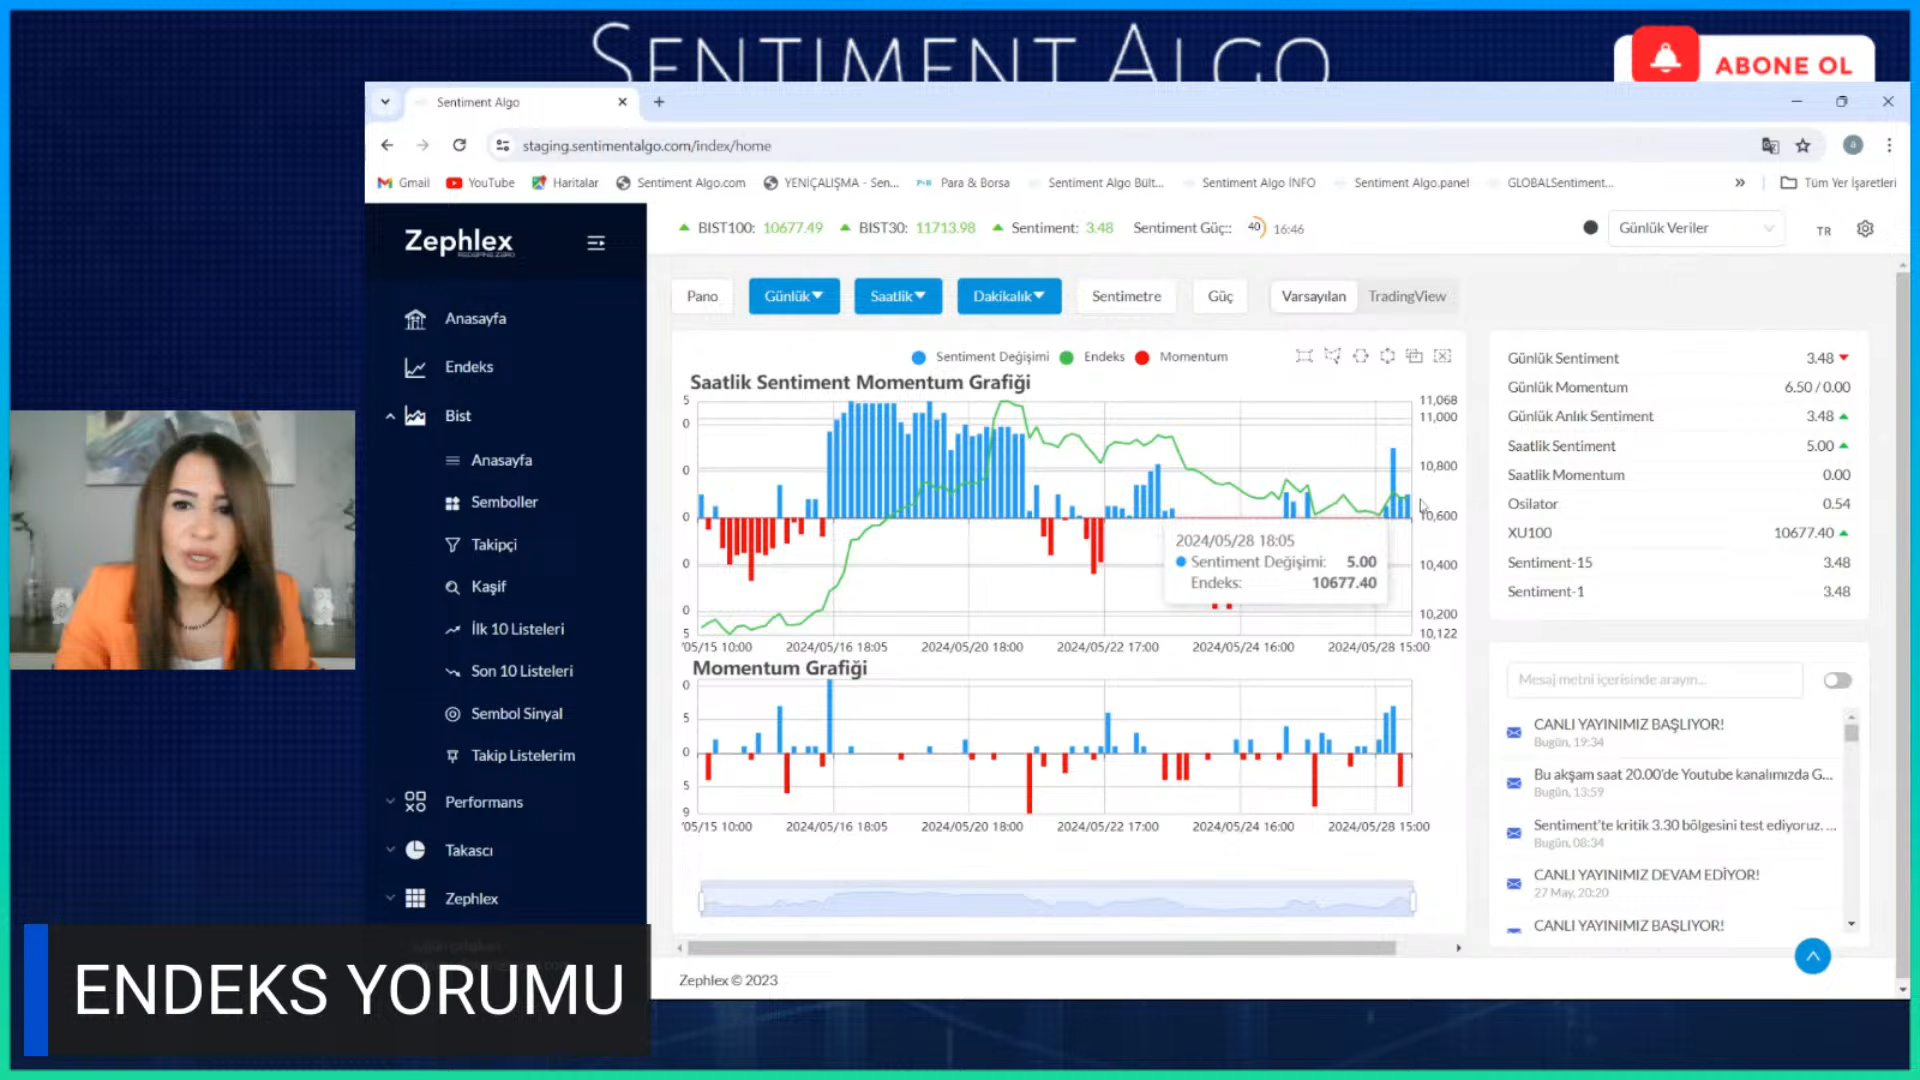 SENTIMENT ALGO
ABONE OL
Sentiment Algo
staging.sentimentalgo.com/index/home
Gmail YouTube Haritalar Sentiment Algo.com YENİÇALIŞMA - Sen... Para & Borsa Sentiment Algo Bült... Sentiment Algo İNFO Sentiment Algo.panel GLOBALSentiment... Tüm Yer İşaretleri
Zephlex
BIST100: 10677.49 BIST30: 11713.98 Sentiment: 3.48 Sentiment Güç:: 40 16:46
Günlük Veriler
TR
Pano Günlük Saatlik Dakikalık Sentimetre Güç Varsayılan TradingView
Anasayfa
Endeks
Bist
Anasayfa
Semboller
Takipçi
Kaşif
İlk 10 Listeleri
Son 10 Listeleri
Sembol Sinyal
Takip Listelerim
Performans
Takascı
Zephlex
Sentiment Değişimi Endeks Momentum
Saatlik Sentiment Momentum Grafiği
5
0
0
0
0
0
5
11,068
11,000
10,800
10,600
10,400
10,200
10,122
2024/05/28 18:05
Sentiment Değişimi: 5.00
Endeks: 10677.40
'05/15 10:00 2024/05/16 18:05 2024/05/20 18:00 2024/05/22 17:00 2024/05/24 16:00 2024/05/28 15:00
Momentum Grafiği
0
5
0
5
9
'05/15 10:00 2024/05/16 18:05 2024/05/20 18:00 2024/05/22 17:00 2024/05/24 16:00 2024/05/28 15:00
Günlük Sentiment 3.48
Günlük Momentum 6.50 / 0.00
Günlük Anlık Sentiment 3.48
Saatlik Sentiment 5.00
Saatlik Momentum 0.00
Osilator 0.54
XU100 10677.40
Sentiment-15 3.48
Sentiment-1 3.48
Mesaj metni içerisinde arayın...
CANLI YAYINIMIZ BAŞLIYOR!
Bugün, 19:34
Bu akşam saat 20.00'de Youtube kanalımızda G...
Bugün, 13:59
Sentiment'te kritik 3.30 bölgesini test ediyoruz. ...
Bugün, 08:34
CANLI YAYINIMIZ DEVAM EDİYOR!
27 May, 20:20
CANLI YAYINIMIZ BAŞLIYOR!
Zephlex © 2023
ENDEKS YORUMU